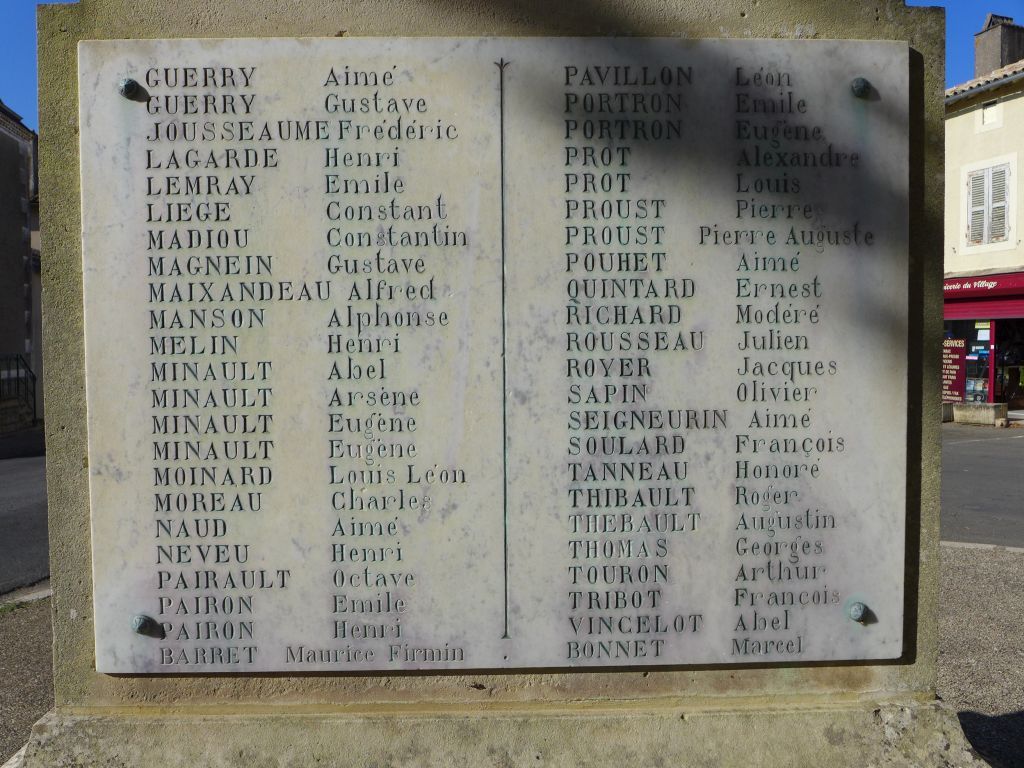 GUERRY Aimé
GUERRY Gustave
JOUSSEAUME Frédéric
LAGARDE Henri
LEMRAY Emile
LIEGE Constant
MADIOU Constantin
MAGNEIN Gustave
MAIXANDEAU Alfred
MANSON Alphonse
MELIN Henri
MINAULT Abel
MINAULT Arsène
MINAULT Eugène
MINAULT Eugène
MOINARD Louis Léon
MOREAU Charles
NAUD Aimé
NEVEU Henri
PAIRAULT Octave
PAIRON Emile
PAIRON Henri
BARRET Maurice Firmin
PAVILLON Léon
PORTRON Emile
PORTRON Eugène
PROT Alexandre
PROT Louis
PROUST Pierre
PROUST Pierre Auguste
POUHET Aimé
QUINTARD Ernest
RICHARD Modéré
ROUSSEAU Julien
ROYER Jacques
SAPIN Olivier
SEIGNEURIN Aimé
SOULARD François
TANNEAU Honoré
THIBAULT Roger
THEBAULT Augustin
THOMAS Georges
TOURON Arthur
TRIBOT François
VINCELOT Abel
BONNET Marcel
du Village
SERVICES